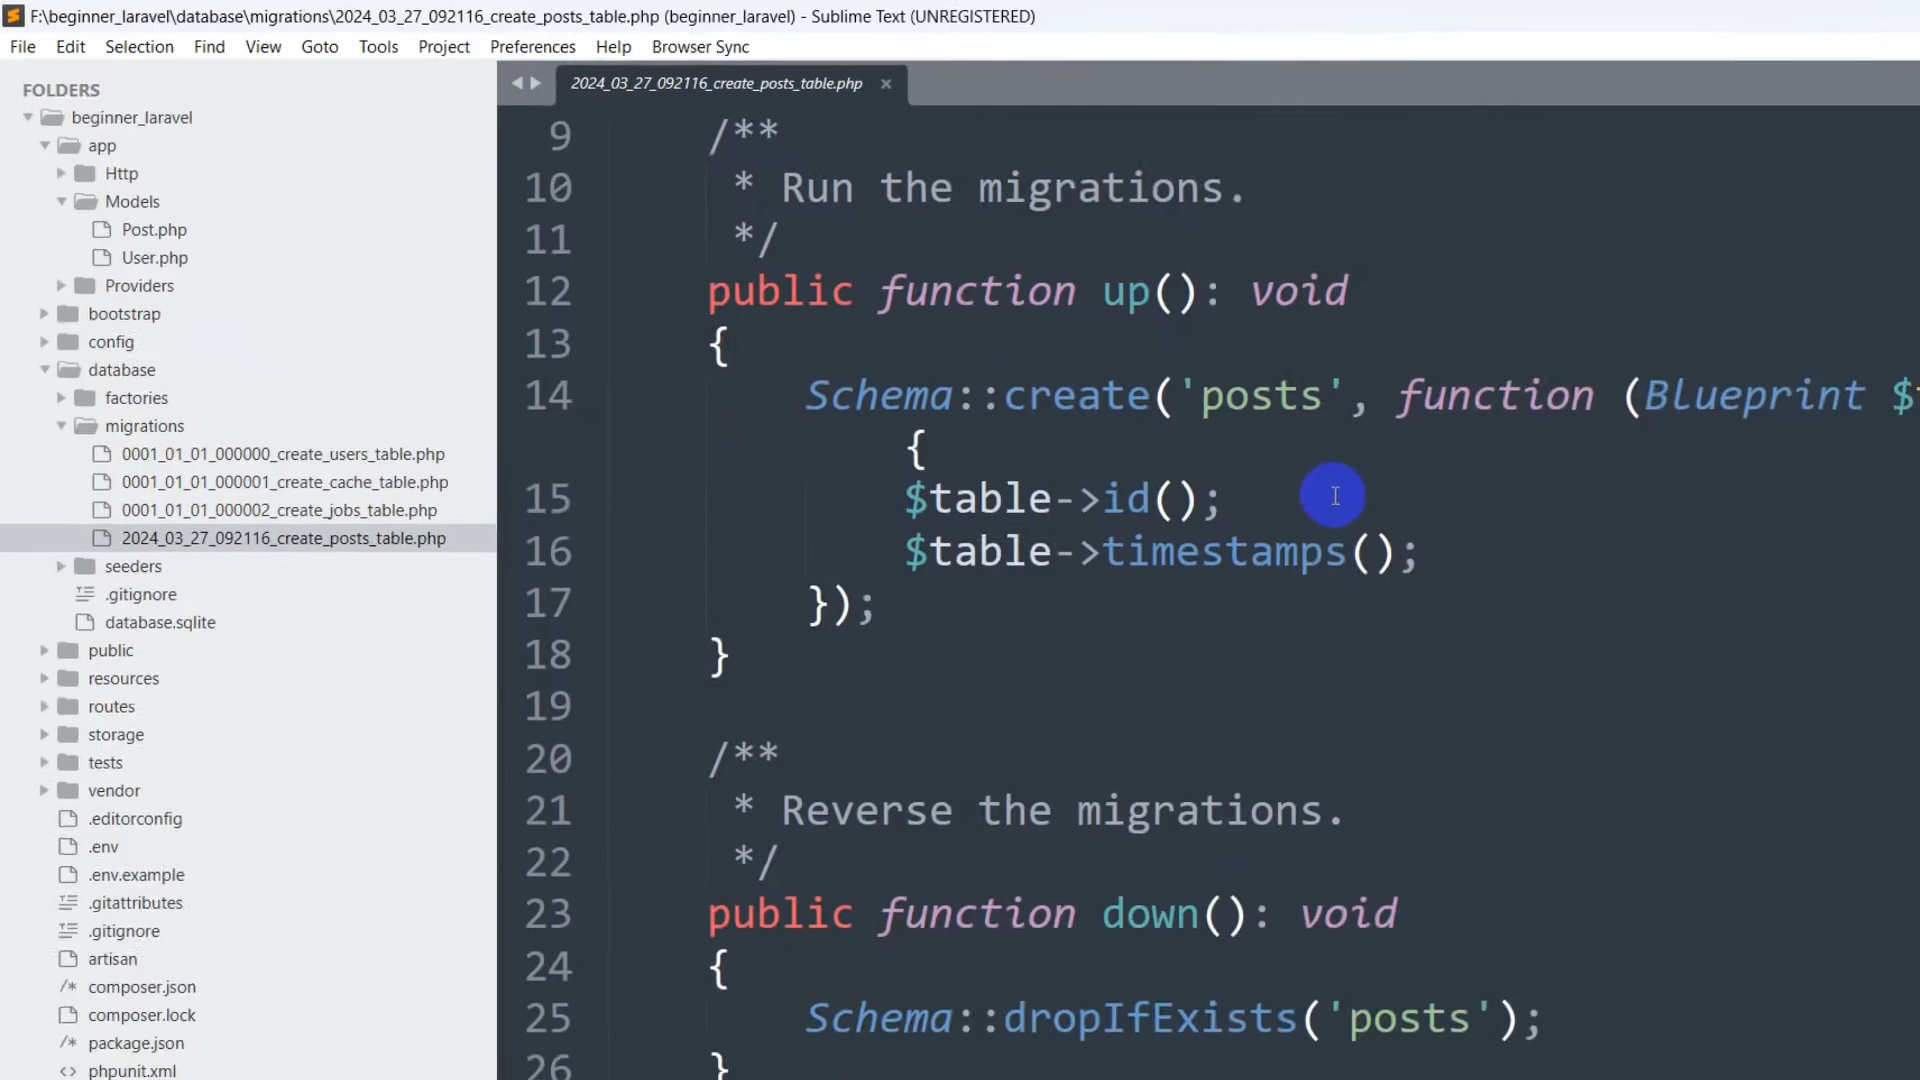 F:\beginner_laravel\database\migrations\2024_03_27_092116_create_posts_table.php (beginner_laravel) - Sublime Text (UNREGISTERED)
File Edit Selection Find View Goto Tools Project Preferences Help Browser Sync
FOLDERS
beginner_laravel
app
Http
Models
Post.php
User.php
Providers
bootstrap
config
database
factories
migrations
0001_01_01_000000_create_users_table.php
0001_01_01_000001_create_cache_table.php
0001_01_01_000002_create_jobs_table.php
2024_03_27_092116_create_posts_table.php
seeders
.gitignore
database.sqlite
public
resources
routes
storage
tests
vendor
.editorconfig
.env
.env.example
.gitattributes
.gitignore
artisan
composer.json
composer.lock
package.json
phpunit.xml
2024_03_27_092116_create_posts_table.php
9 /**
10 * Run the migrations.
11 */
12 public function up(): void
13 {
14 Schema::create('posts', function (Blueprint $
{
15 $table->id();
16 $table->timestamps();
17 });
18 }
19
20 /**
21 * Reverse the migrations.
22 */
23 public function down(): void
24 {
25 Schema::dropIfExists('posts');
26 }